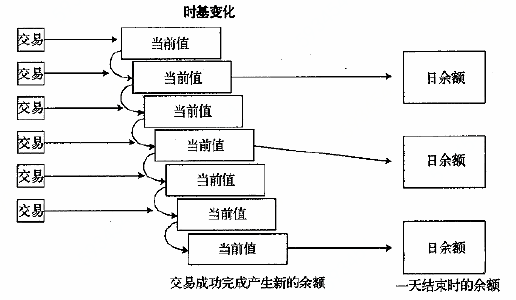 时基变化
交易
当前值
交易
当前值
日余额
交易
当前值
交易
当前值
日余额
交易
当前值
交易
当前值
当前值
日余额
交易成功完成产生新的余额
一天结束时的余额